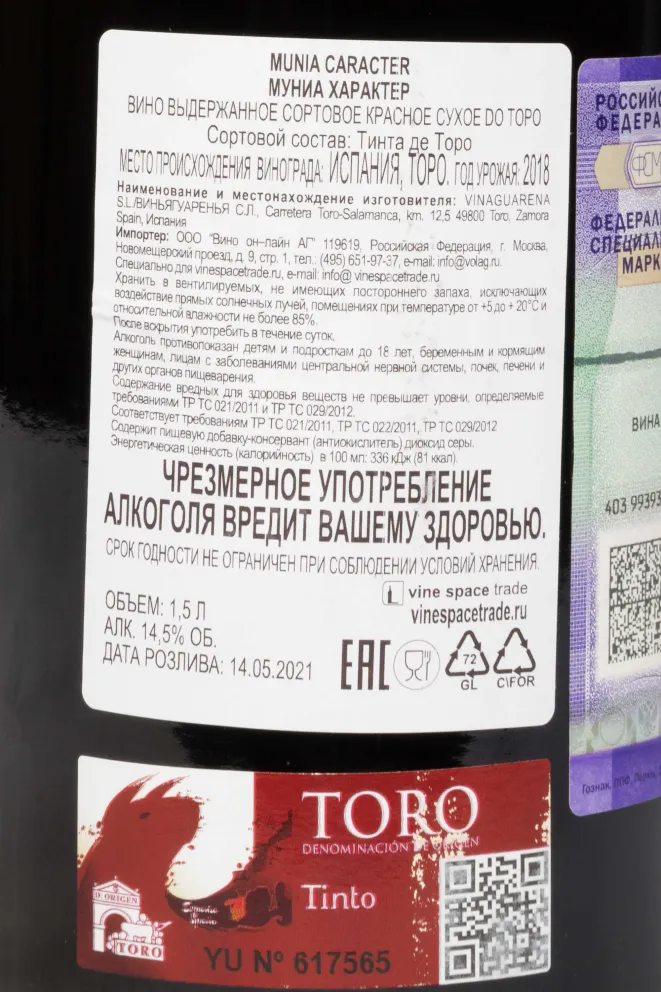 MUNIA CARACTER
МУНИА ХАРАКТЕР
ВИНО ВЫДЕРЖАННОЕ СОРТОВОЕ КРАСНОЕ СУХОЕ DO ТОРО
Сортовой состав: Тинта де Торо
МЕСТО ПРОИСХОЖДЕНИЯ ВИНОГРАДА: ИСПАНИЯ, ТОРО. ГОД УРОЖАЯ: 2018
Наименование и местонахождение изготовителя: VINAGUARENA
S.L./ВИНЬЯГУАРЕНЬЯ С.Л., Carretera Toro-Salamanca, km. 12,5 49800 Toro, Zamora
Spain, Испания
Импортер: ООО "Вино он-лайн АГ" 119619, Российская Федерация, г. Москва,
Новомещерский проезд, д. 9, стр. 1, тел.: (495) 651-97-37, e-mail: info@volag.ru.
Специально для vinespacetrade.ru, e-mail: info@ vinespacetrade.ru
Хранить в вентилируемых, не имеющих постороннего запаха, исключающих
воздействие прямых солнечных лучей, помещениях при температуре от +5 до + 20°С и
относительной влажности не более 85%.
После вскрытия употребить в течение суток.
Алкоголь противопоказан детям и подросткам до 18 лет, беременным и кормящим
женщинам, лицам с заболеваниями центральной нервной системы, почек, печени и
других органов пищеварения.
Содержание вредных для здоровья веществ не превышает уровни, определяемые
требованиями ТР ТС 021/2011 и ТР ТС 029/2012.
Соответствует требованиям ТР ТС 021/2011, ТР ТС 022/2011, ТР ТС 029/2012
Содержит пищевую добавку-консервант (антиокислитель) диоксид серы.
Энергетическая ценность (калорийность) в 100 мл: 336 кДж (81 ккал).
ЧРЕЗМЕРНОЕ УПОТРЕБЛЕНИЕ
АЛКОГОЛЯ ВРЕДИТ ВАШЕМУ ЗДОРОВЬЮ.
СРОК ГОДНОСТИ НЕ ОГРАНИЧЕН ПРИ СОБЛЮДЕНИИ УСЛОВИЙ ХРАНЕНИЯ.
vine space trade
vinespacetrade.ru
ОБЪЕМ: 1,5 Л
АЛК. 14,5% ОБ.
ДАТА РОЗЛИВА: 14.05.2021
EAC
72
GL
C\FOR
TORO
DENOMINACIÓN DE ORIGEN
Tinto
D. ORIGEN
TORO
YU Nº 617565
РОССИЙС
ФЕДЕРА
ФСМ
ФЕДЕРАЛ
СПЕЦИАЛ
МАРК
ВИНА
403 99393
Гознак, ППФ, Пермь,